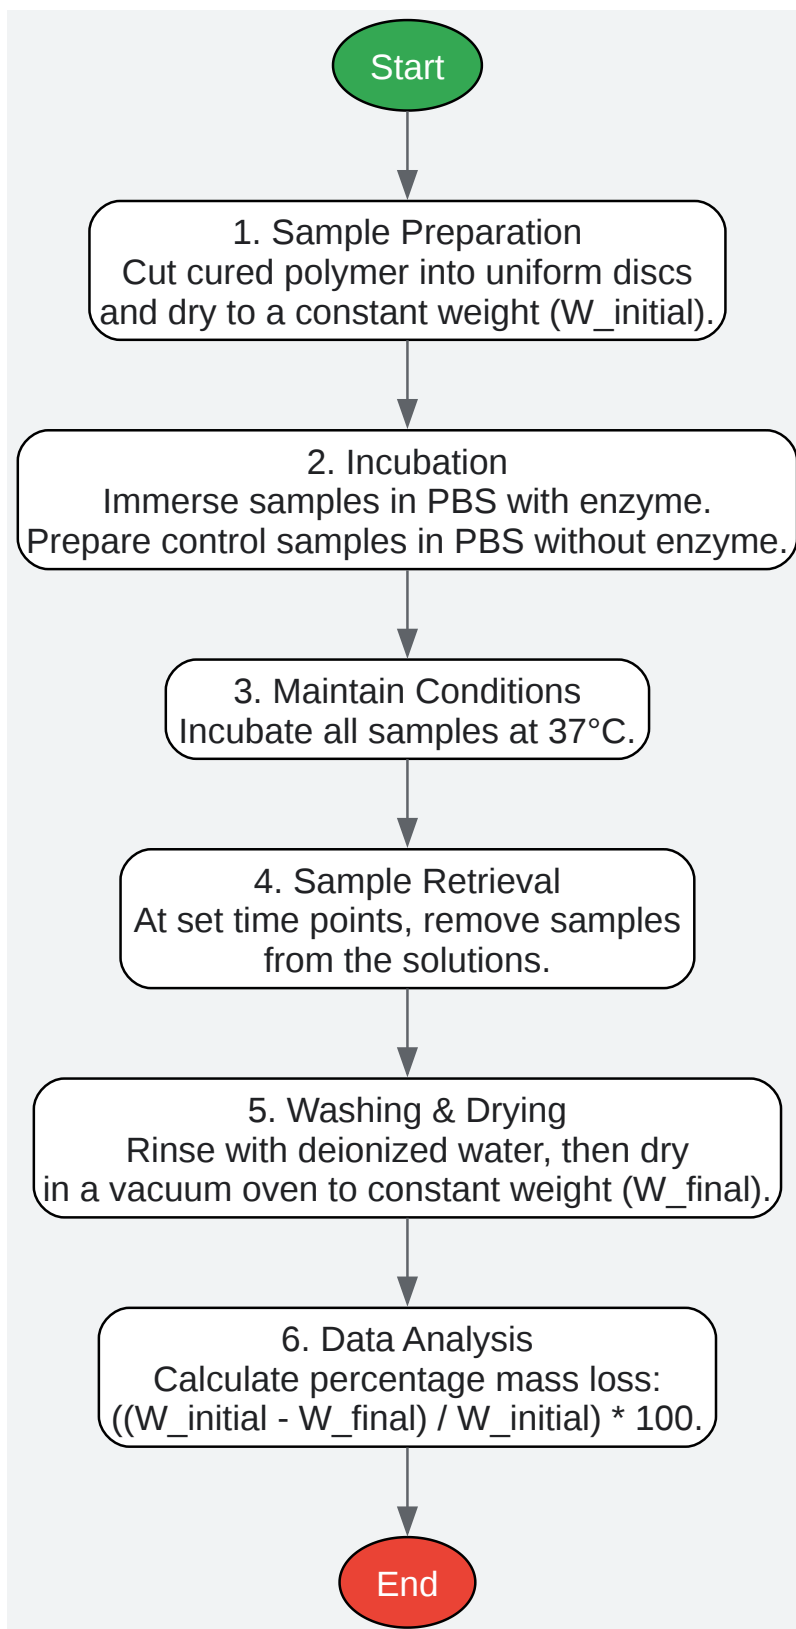 Start
1. Sample Preparation
Cut cured polymer into uniform discs
and dry to a constant weight (W_initial).
2. Incubation
Immerse samples in PBS with enzyme.
Prepare control samples in PBS without enzyme.
3. Maintain Conditions
Incubate all samples at 37°C.
4. Sample Retrieval
At set time points, remove samples
from the solutions.
5. Washing & Drying
Rinse with deionized water, then dry
in a vacuum oven to constant weight (W_final).
6. Data Analysis
Calculate percentage mass loss:
((W_initial - W_final) / W_initial) * 100.
End